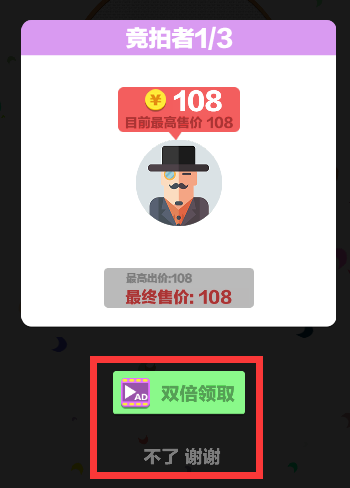 竞拍者1/3
¥ 108
目前最高售价 108
最高出价:108
最终售价: 108
AD 双倍领取
不了 谢谢